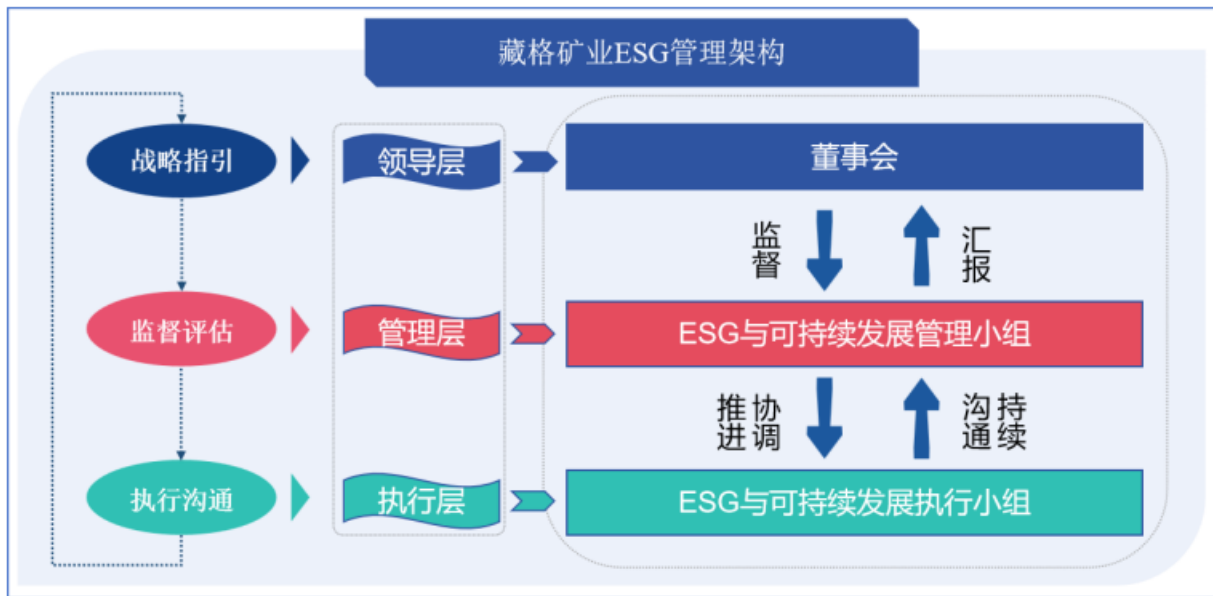 藏格矿业ESG管理架构
战略指引
领导层
董事会
监督
汇报
监督评估
管理层
ESG与可持续发展管理小组
协调
推进
持续
沟通
执行沟通
执行层
ESG与可持续发展执行小组